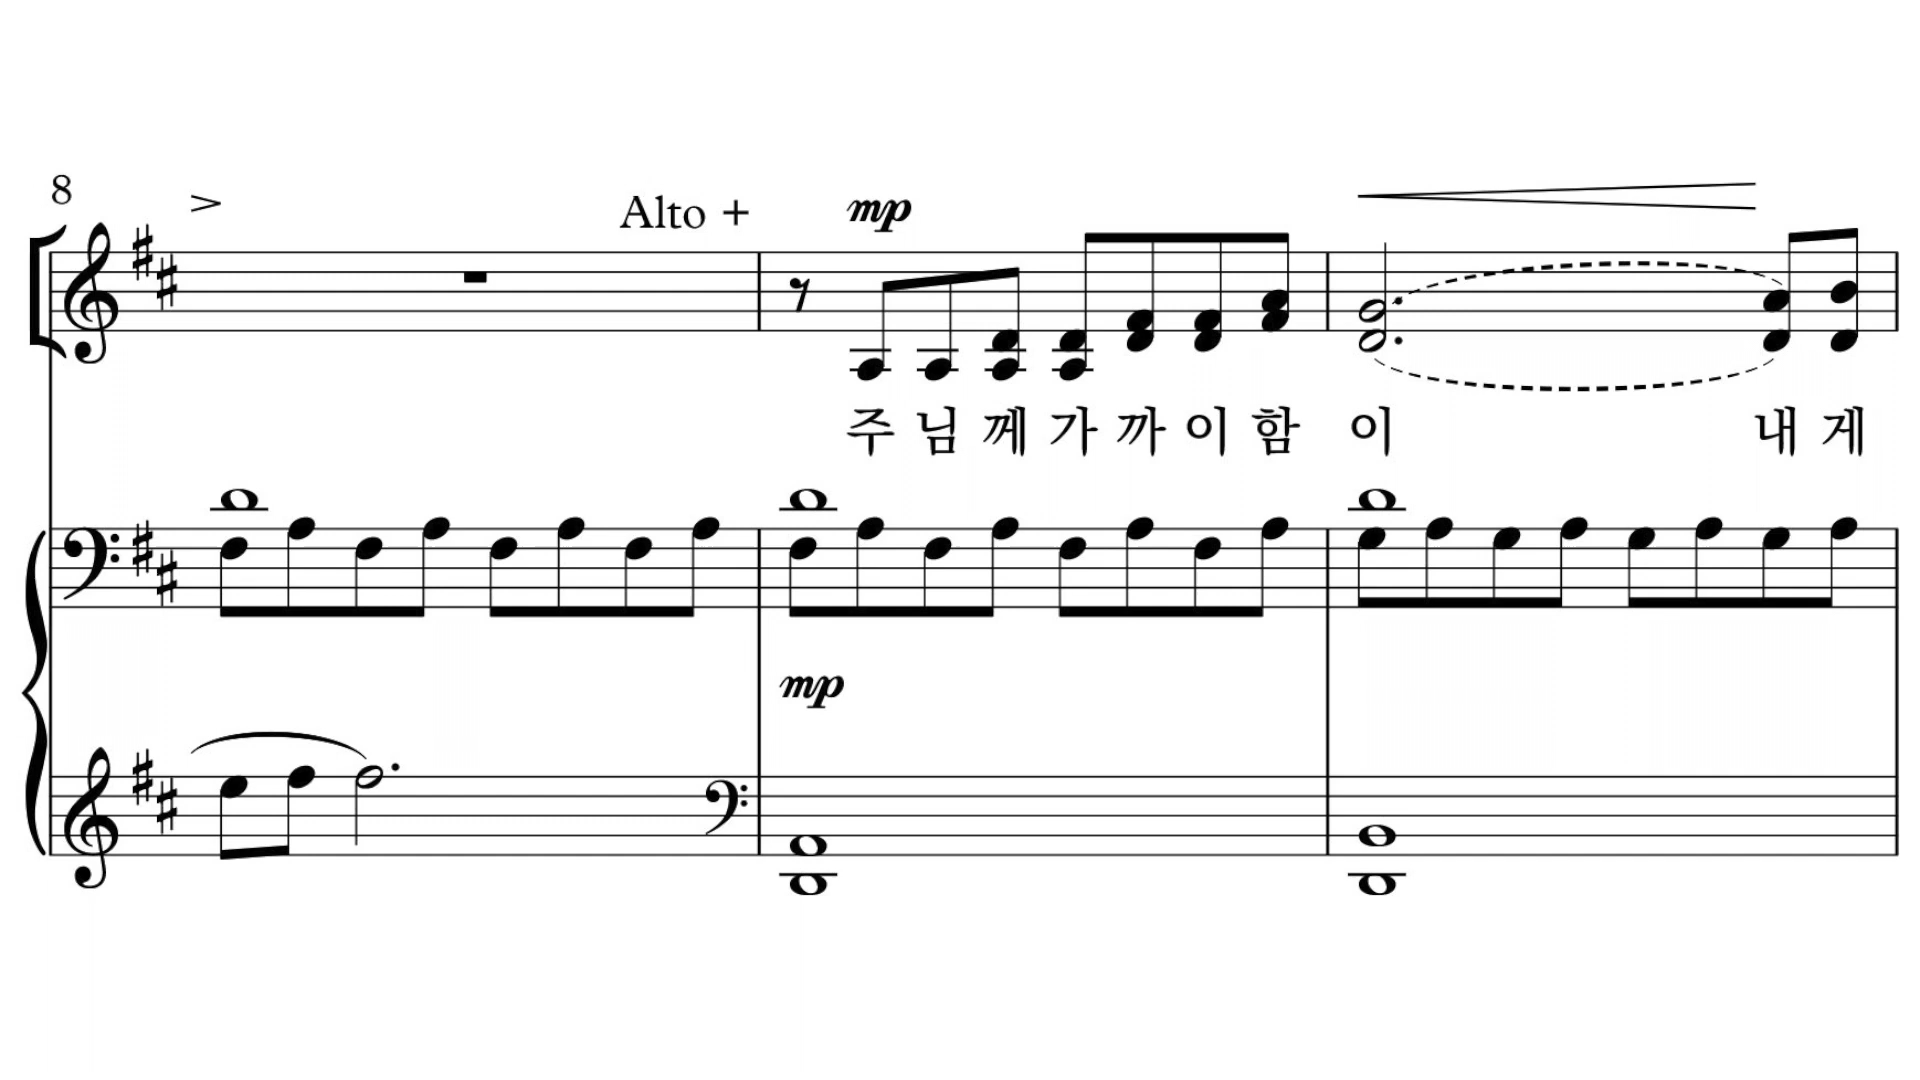 8
Alto +
mp
주 님 께 가 까 이 함 이 내 게
mp